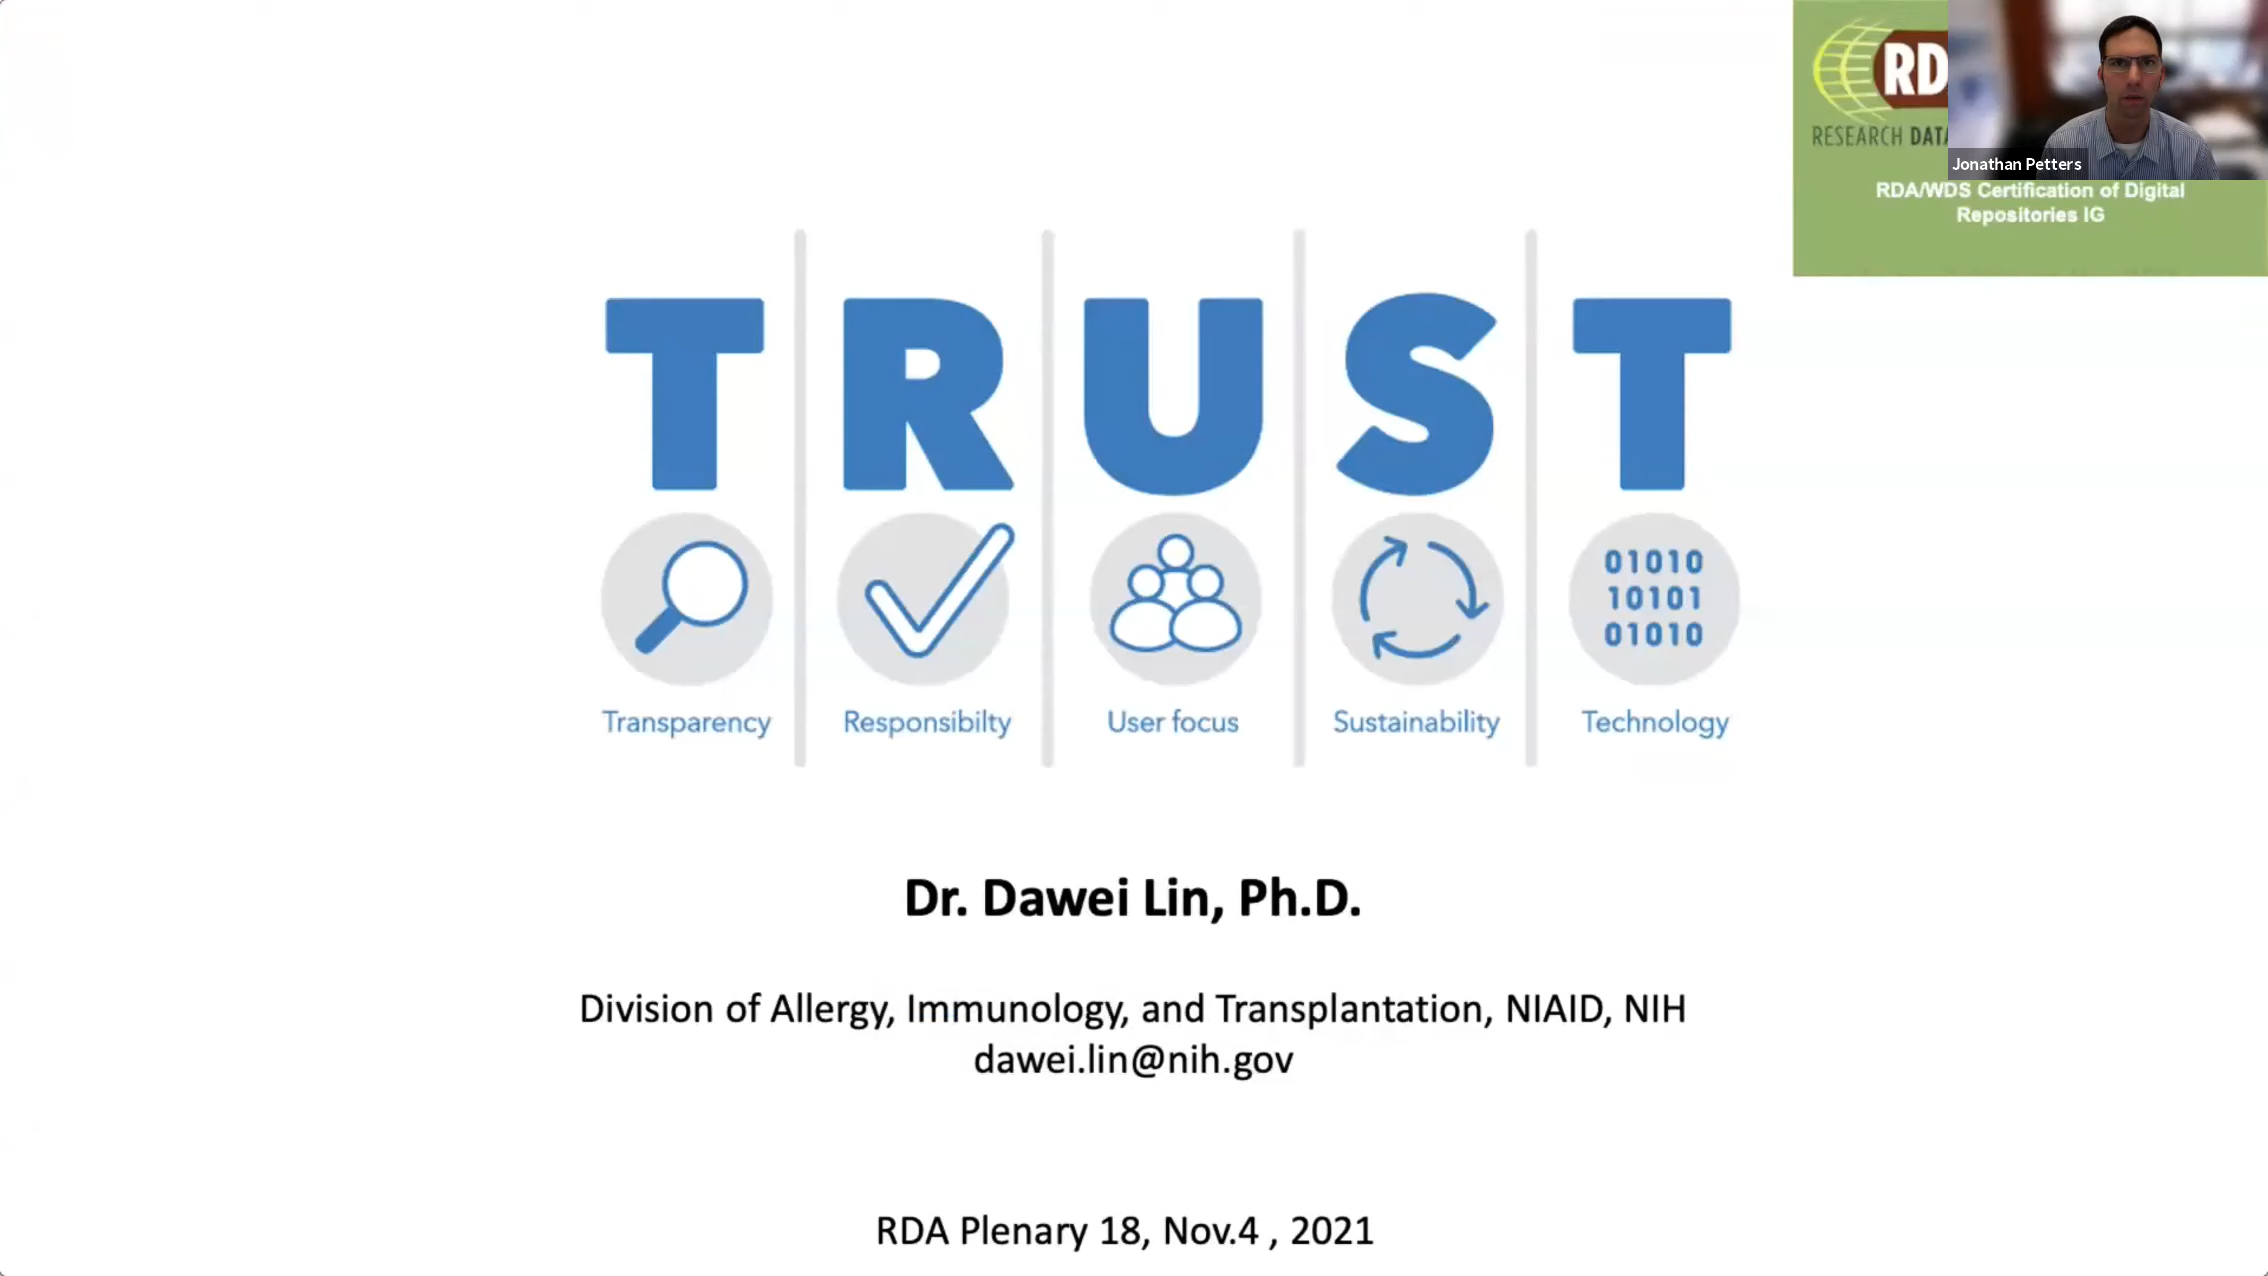 RD
RESEARCH DATA
Jonathan Petters
RDA/WDS Certification of Digital
Repositories IG
T R U S T
01010
10101
01010
Transparency Responsibilty User focus Sustainability Technology
Dr. Dawei Lin, Ph.D.
Division of Allergy, Immunology, and Transplantation, NIAID, NIH
dawei.lin@nih.gov
RDA Plenary 18, Nov.4 , 2021